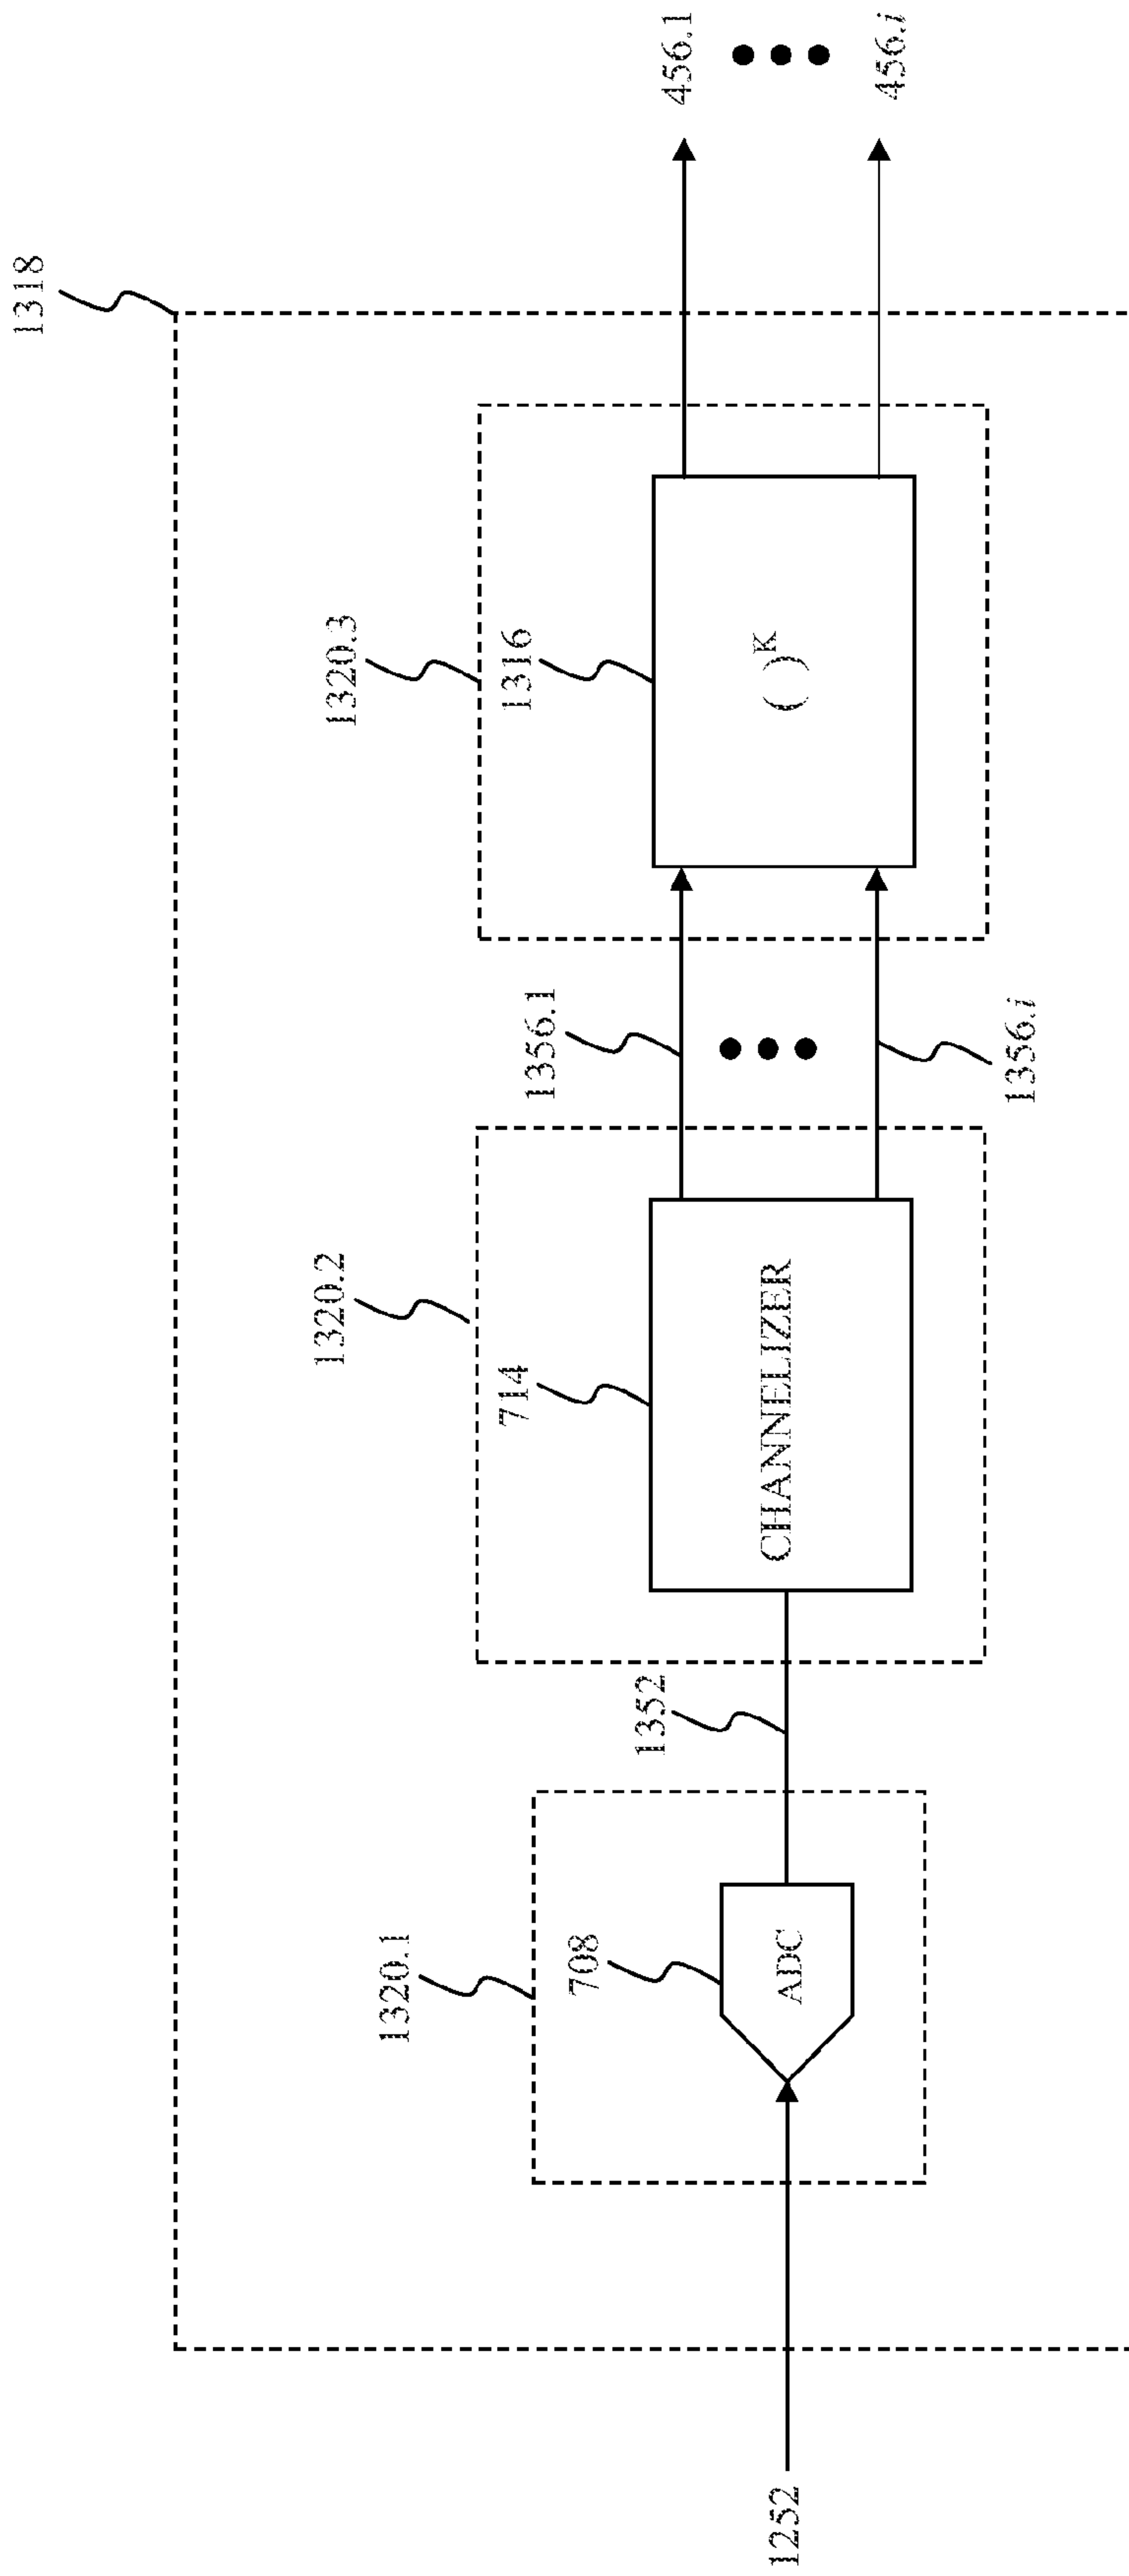 1318
1320.1
1320.2
1320.3
708
714
1316
1252
ADC
1352
CHANNELIZER
1356.1
1356.i
( )ᴷ
456.1
456.i